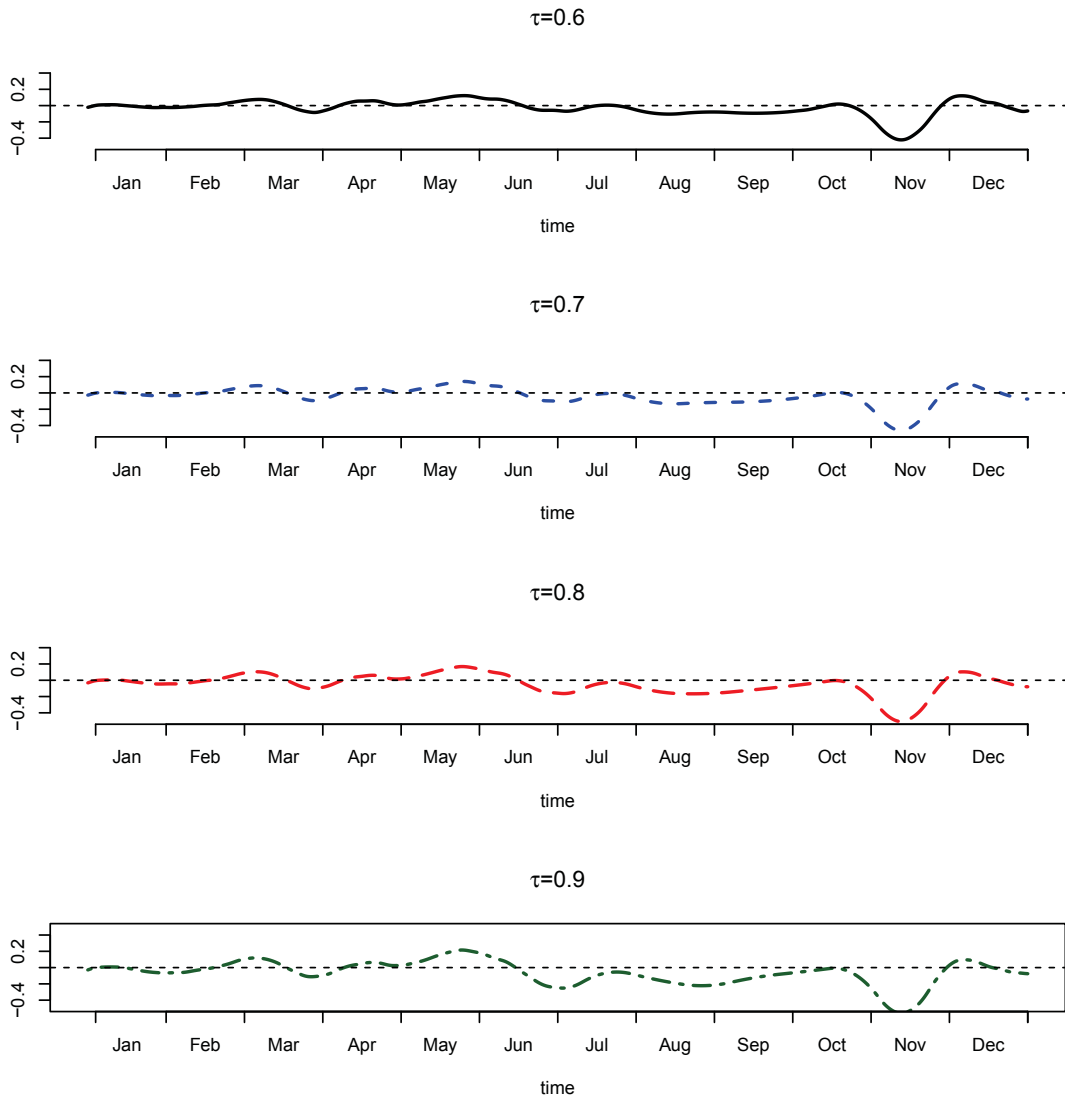 τ=0.6
0.2
−0.4
Jan Feb Mar Apr May Jun Jul Aug Sep Oct Nov Dec
time
τ=0.7
0.2
−0.4
Jan Feb Mar Apr May Jun Jul Aug Sep Oct Nov Dec
time
τ=0.8
0.2
−0.4
Jan Feb Mar Apr May Jun Jul Aug Sep Oct Nov Dec
time
τ=0.9
0.2
−0.4
Jan Feb Mar Apr May Jun Jul Aug Sep Oct Nov Dec
time